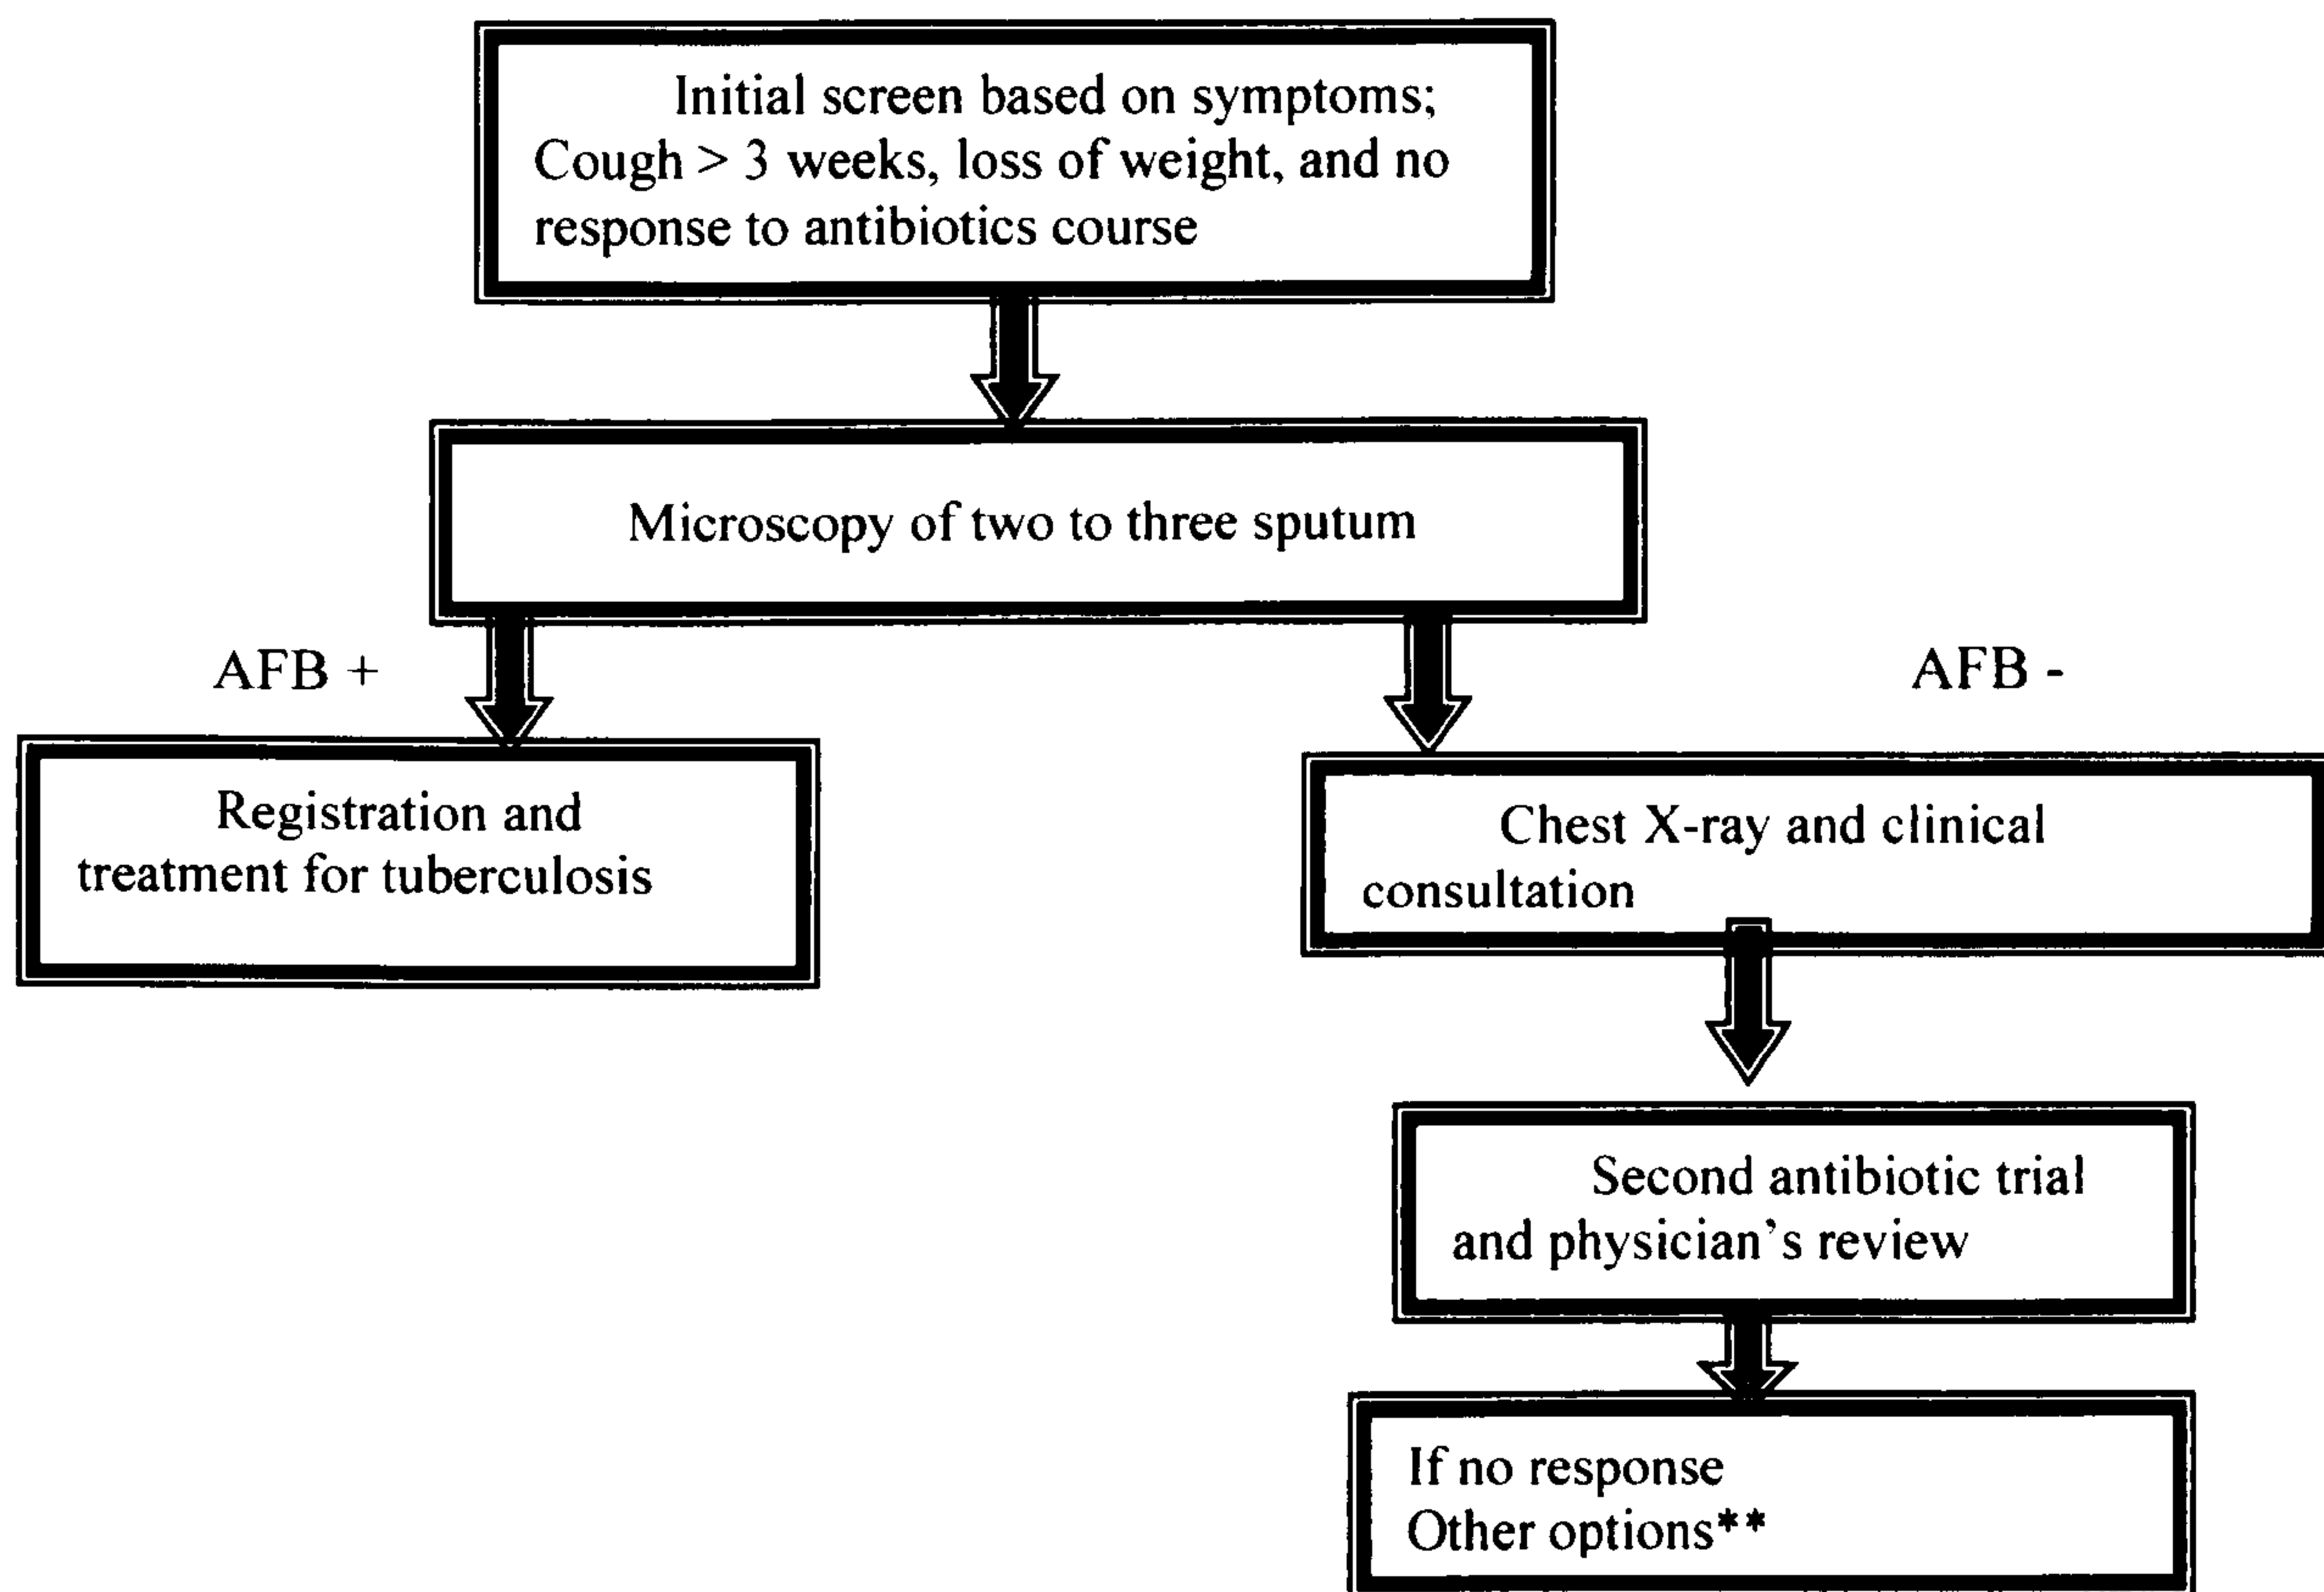 Initial screen based on symptoms;
Cough > 3 weeks, loss of weight, and no
response to antibiotics course
Microscopy of two to three sputum
AFB +
AFB -
Registration and
treatment for tuberculosis
Chest X-ray and clinical
consultation
Second antibiotic trial
and physician's review
If no response
Other options**